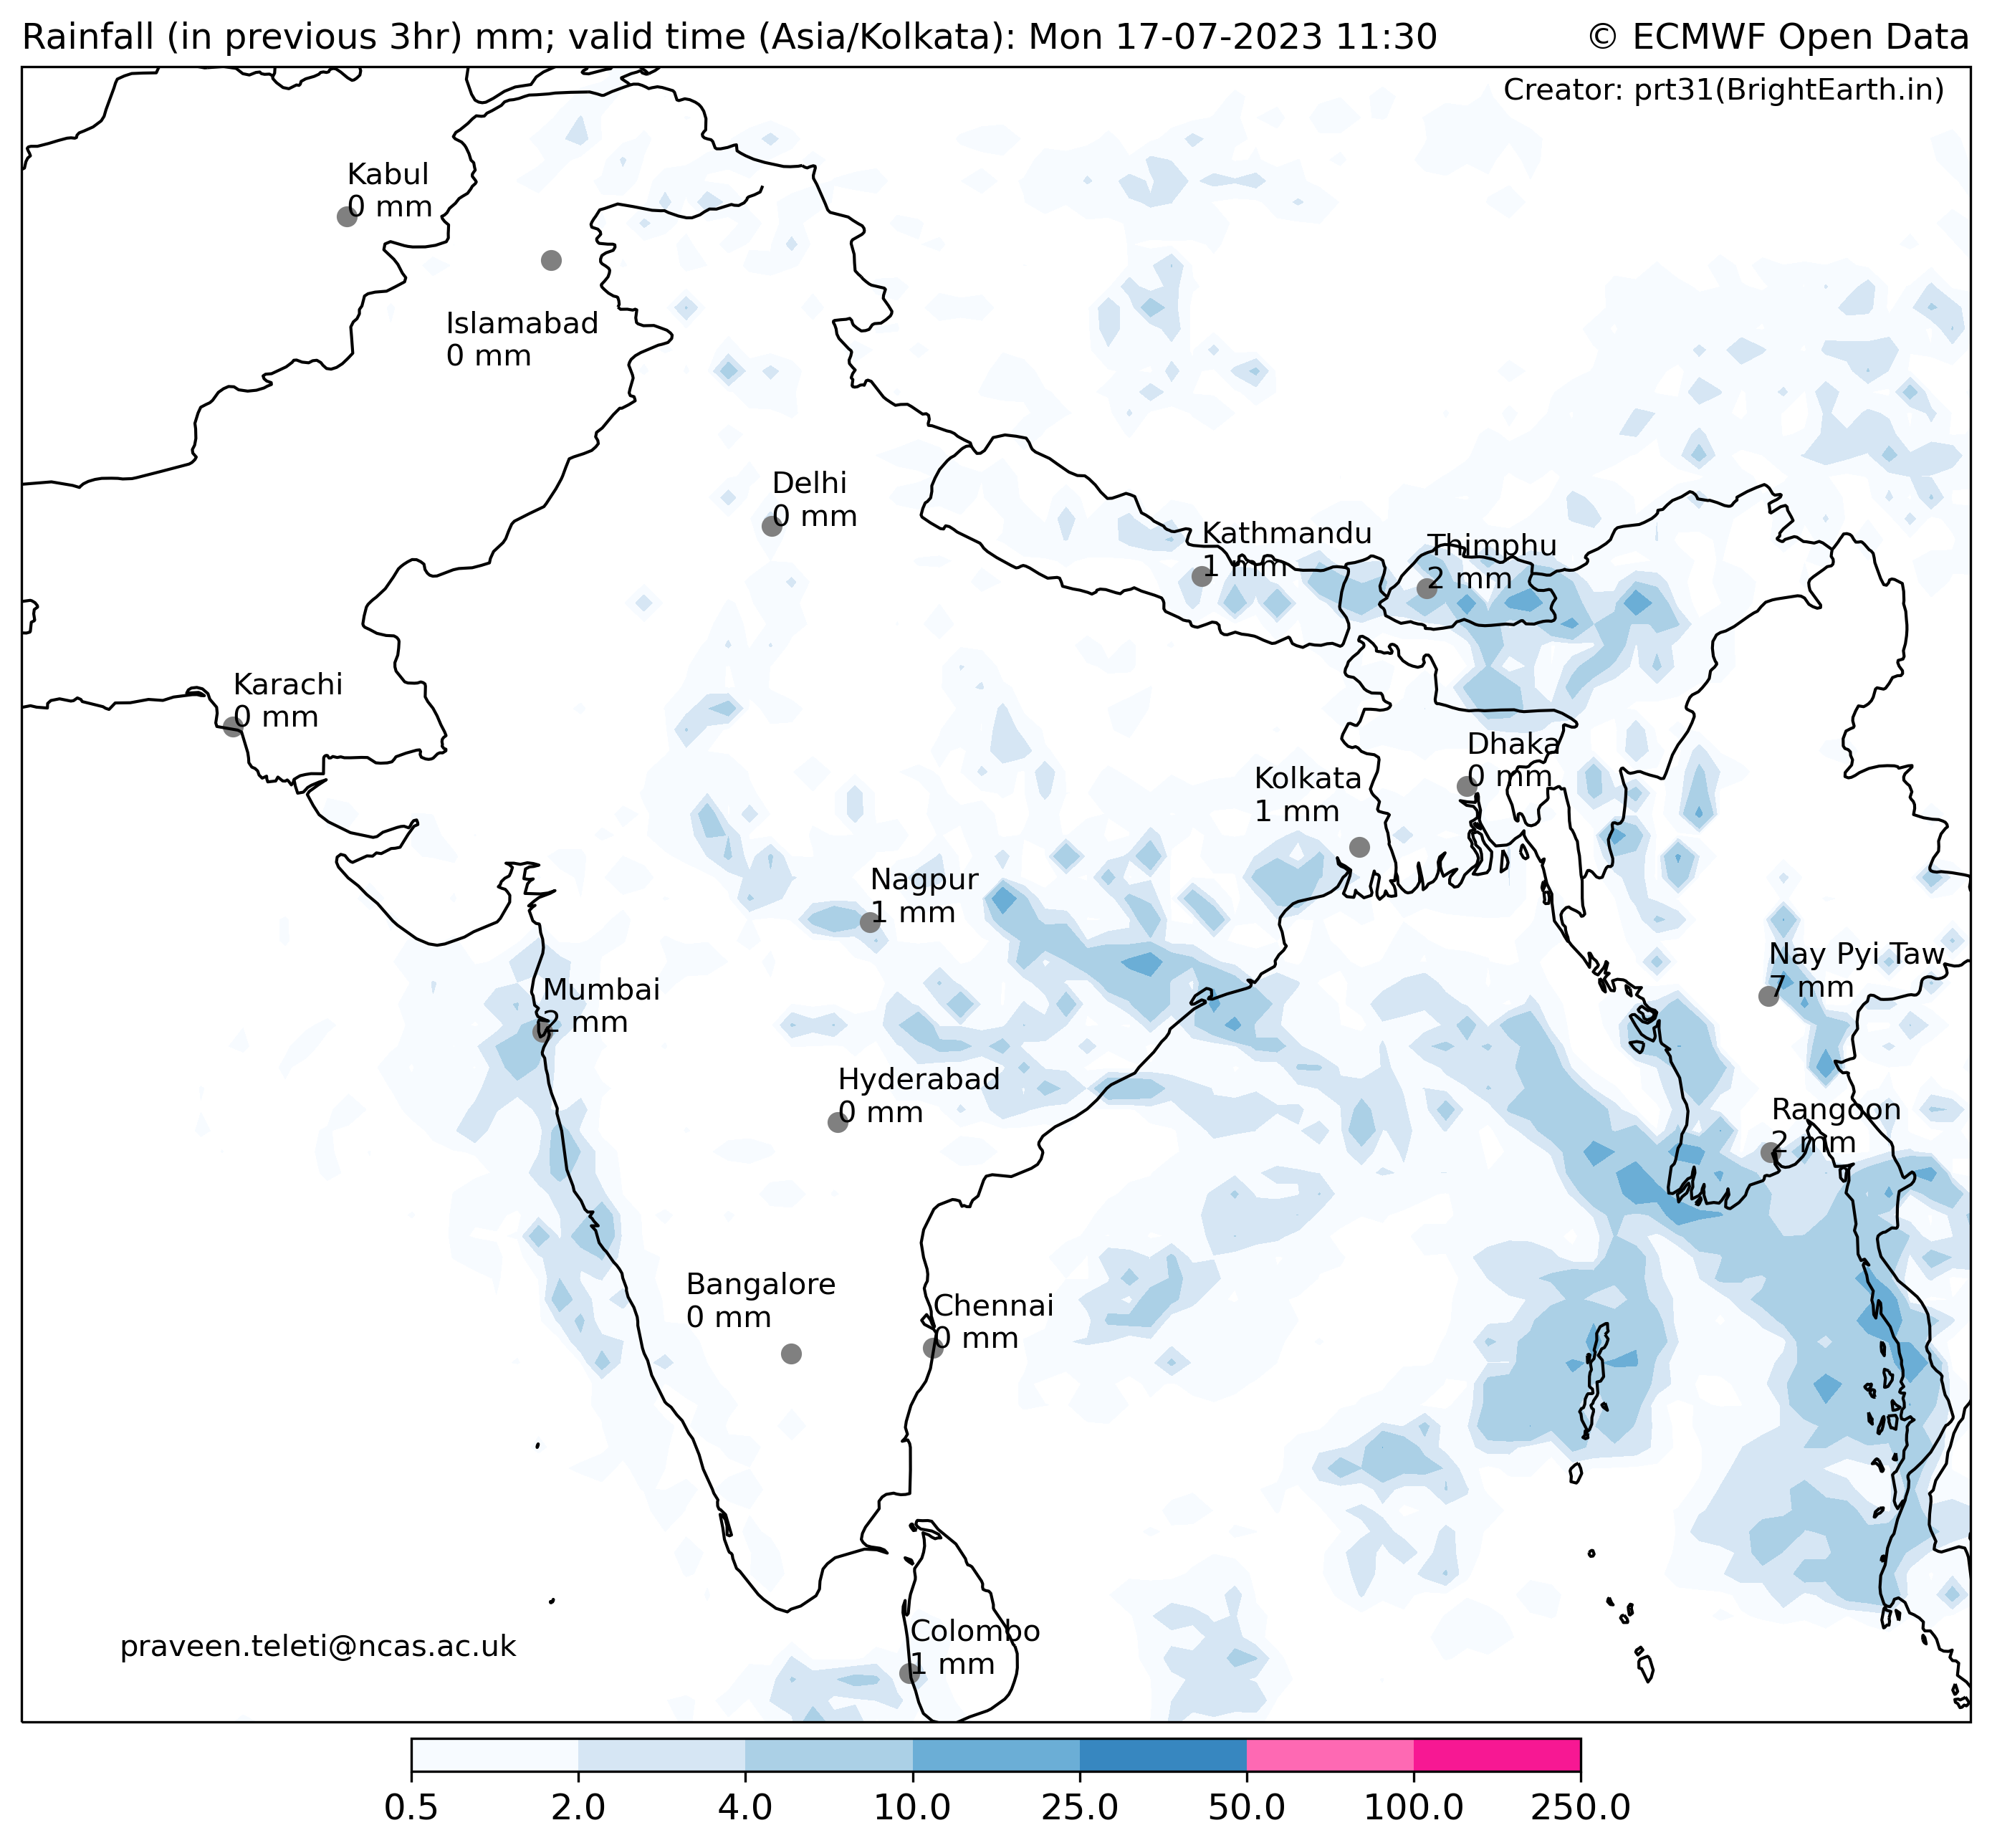 Rainfall (in previous 3hr) mm; valid time (Asia/Kolkata): Mon 17-07-2023 11:30
© ECMWF Open Data
Creator: prt31(BrightEarth.in)
Kabul
0 mm
Islamabad
0 mm
Delhi
0 mm
Kathmandu
1 mm
Thimphu
2 mm
Karachi
0 mm
Dhaka
0 mm
Kolkata
1 mm
Nagpur
1 mm
Nay Pyi Taw
7 mm
Mumbai
2 mm
Hyderabad
0 mm
Rangoon
2 mm
Bangalore
0 mm
Chennai
0 mm
Colombo
1 mm
praveen.teleti@ncas.ac.uk
0.5 2.0 4.0 10.0 25.0 50.0 100.0 250.0